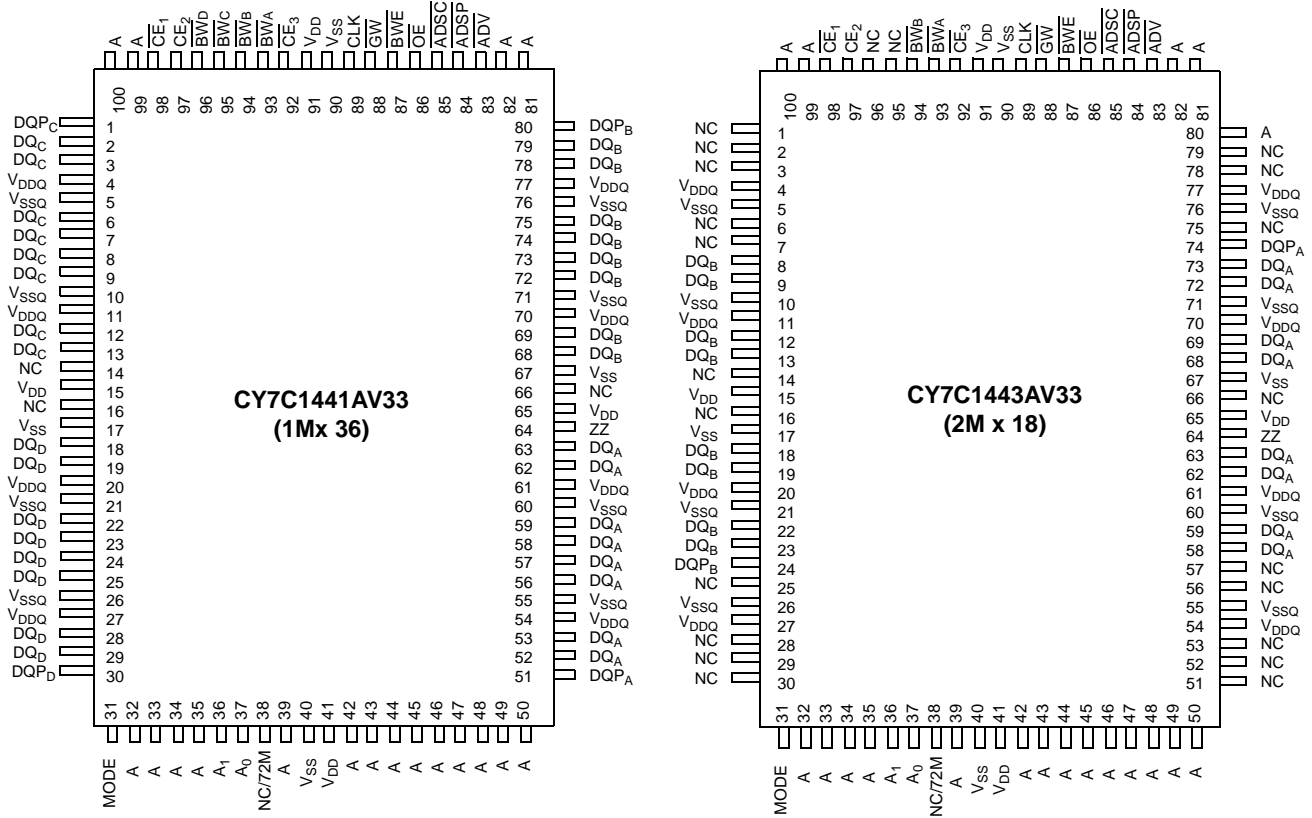 A A CE1 CE2 BWD BWC BWB BWA CE3 VDD VSS CLK GW BWE OE ADSC ADSP ADV A A
100 99 98 97 96 95 94 93 92 91 90 89 88 87 86 85 84 83 82 81
DQPC 1 80 DQPB
DQC 2 79 DQB
DQC 3 78 DQB
VDDQ 4 77 VDDQ
VSSQ 5 76 VSSQ
DQC 6 75 DQB
DQC 7 74 DQB
DQC 8 73 DQB
DQC 9 72 DQB
VSSQ 10 71 VSSQ
VDDQ 11 70 VDDQ
DQC 12 69 DQB
DQC 13 68 DQB
NC 14 67 VSS
VDD 15 66 NC
NC 16 65 VDD
VSS 17 64 ZZ
DQD 18 63 DQA
DQD 19 62 DQA
VDDQ 20 61 VDDQ
VSSQ 21 60 VSSQ
DQD 22 59 DQA
DQD 23 58 DQA
DQD 24 57 DQA
DQD 25 56 DQA
VSSQ 26 55 VSSQ
VDDQ 27 54 VDDQ
DQD 28 53 DQA
DQD 29 52 DQA
DQPD 30 51 DQPA
CY7C1441AV33
(1Mx 36)
31 32 33 34 35 36 37 38 39 40 41 42 43 44 45 46 47 48 49 50
MODE A A A A A1 A0 NC/72M A VSS VDD A A A A A A A A A
A A CE1 CE2 NC NC BWB BWA CE3 VDD VSS CLK GW BWE OE ADSC ADSP ADV A A
100 99 98 97 96 95 94 93 92 91 90 89 88 87 86 85 84 83 82 81
NC 1 80 A
NC 2 79 NC
NC 3 78 NC
VDDQ 4 77 VDDQ
VSSQ 5 76 VSSQ
NC 6 75 NC
NC 7 74 DQPA
DQB 8 73 DQA
DQB 9 72 DQA
VSSQ 10 71 VSSQ
VDDQ 11 70 VDDQ
DQB 12 69 DQA
DQB 13 68 DQA
NC 14 67 VSS
VDD 15 66 NC
NC 16 65 VDD
VSS 17 64 ZZ
DQB 18 63 DQA
DQB 19 62 DQA
VDDQ 20 61 VDDQ
VSSQ 21 60 VSSQ
DQB 22 59 DQA
DQB 23 58 DQA
DQPB 24 57 NC
NC 25 56 NC
VSSQ 26 55 VSSQ
VDDQ 27 54 VDDQ
NC 28 53 NC
NC 29 52 NC
NC 30 51 NC
CY7C1443AV33
(2M x 18)
31 32 33 34 35 36 37 38 39 40 41 42 43 44 45 46 47 48 49 50
MODE A A A A A1 A0 NC/72M A VSS VDD A A A A A A A A A